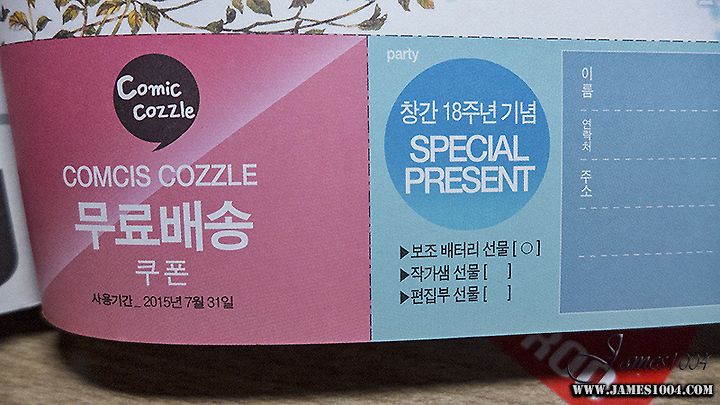 Comic
cozzle
COMCIS COZZLE
무료배송
쿠폰
사용기간_ 2015년 7월 31일
party
창간 18주년 기념
SPECIAL
PRESENT
▶보조 배터리 선물 [ ○ ]
▶작가샘 선물 [ ]
▶편집부 선물 [ ]
이름
연락처
주소
James1004
WWW.JAMES1004.COM